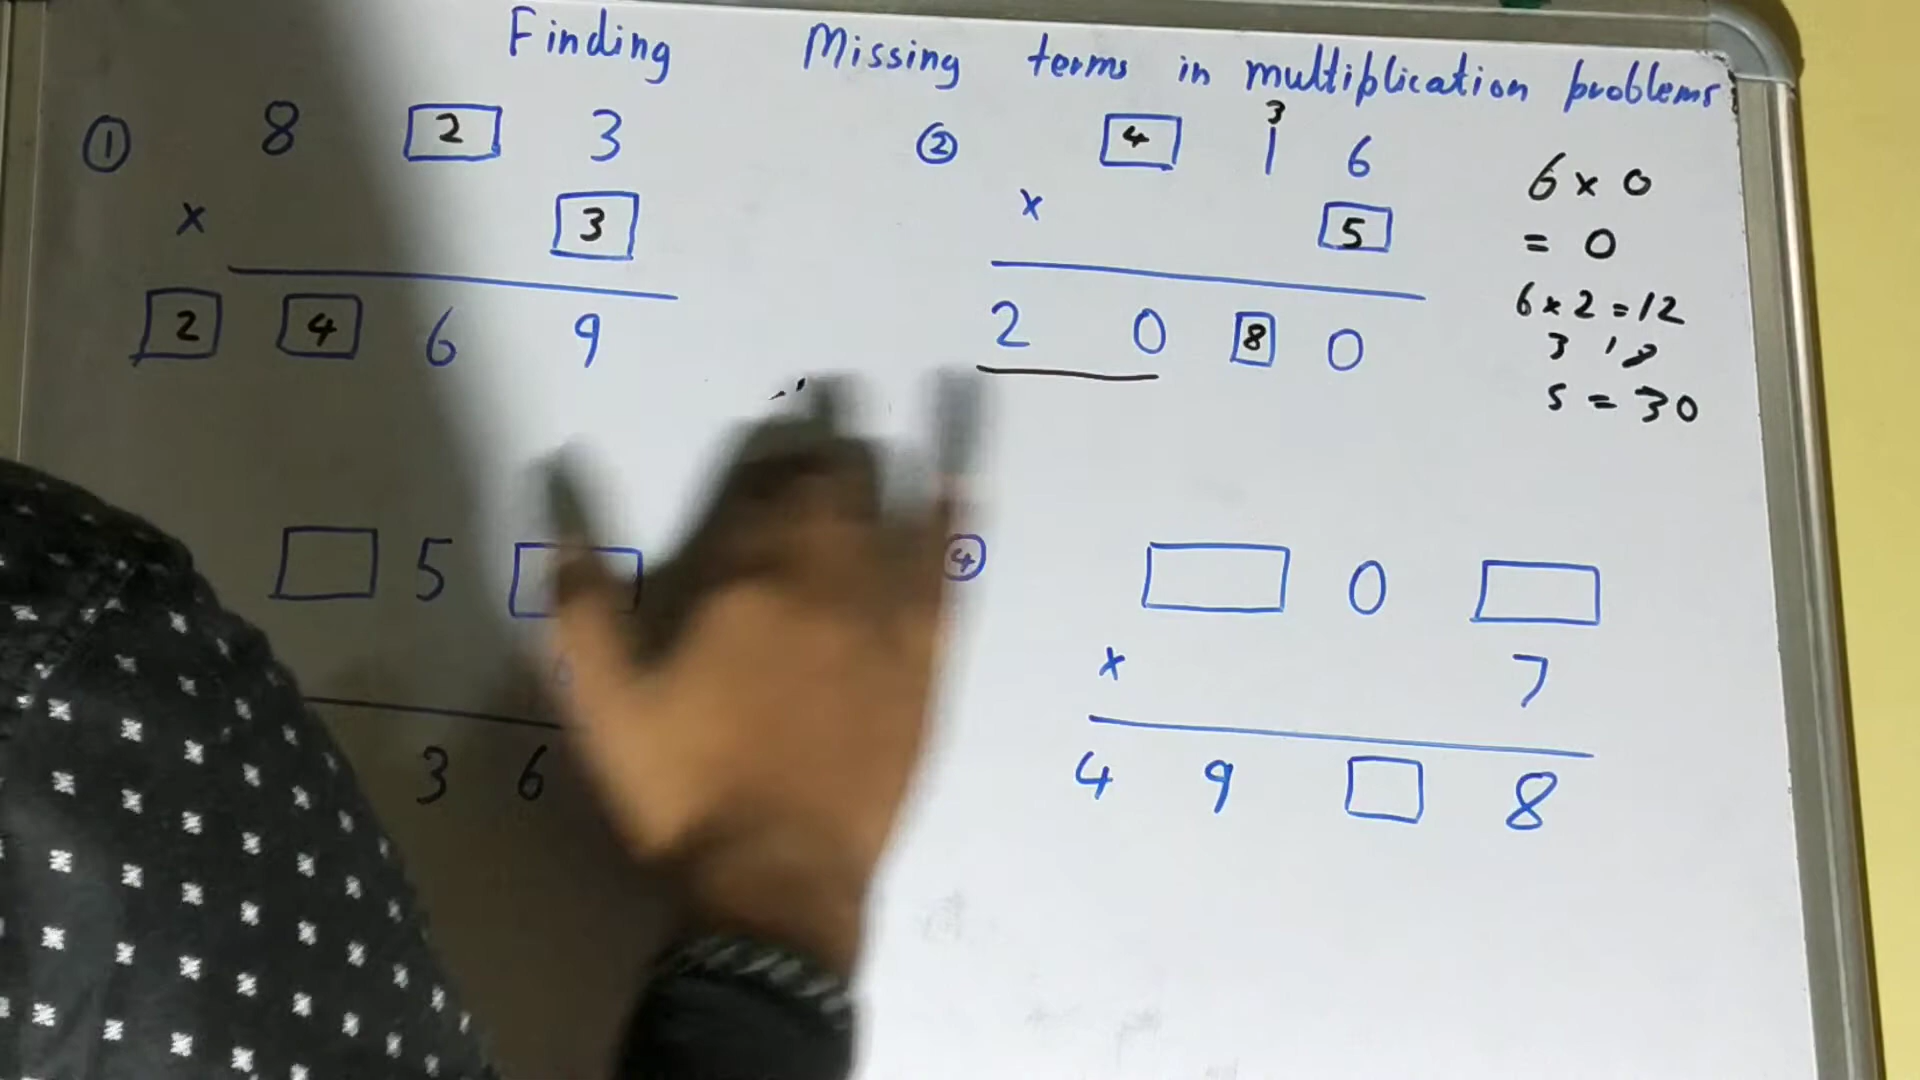 Finding Missing terms in multiplication problems
① 8 2 3
× 3
2 4 6 9
② 4 1 6
3
× 5
2 0 8 0
6 × 0
= 0
6 × 2 = 12
3 18
5 = 30
5
3 6
④ 0
× 7
4 9 8